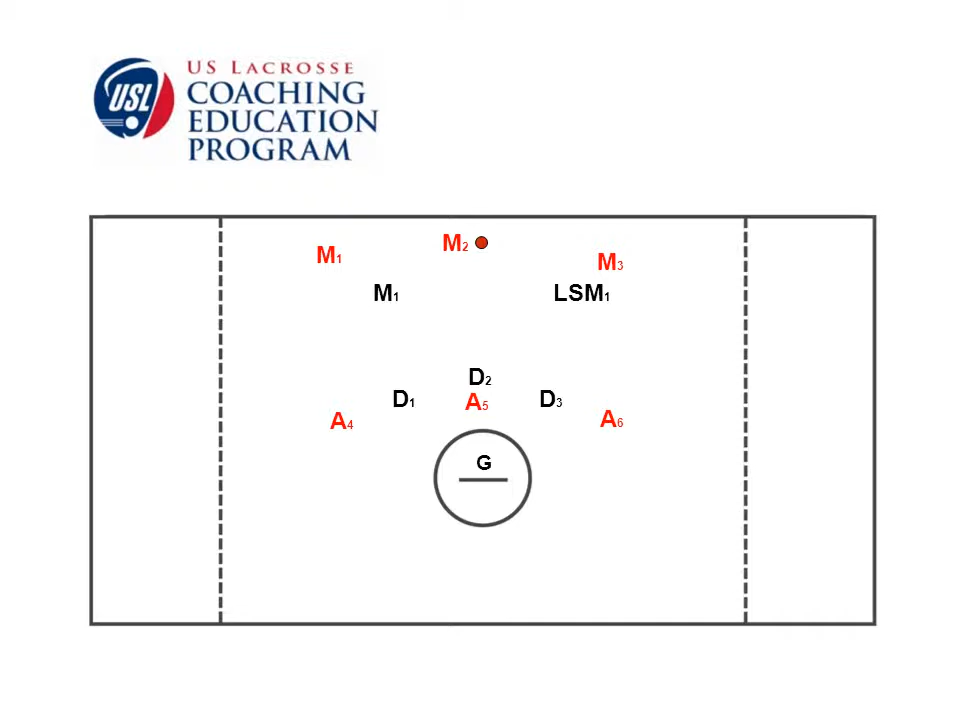 USL
US LACROSSE
COACHING
EDUCATION
PROGRAM
M2
M1
M3
M1 LSM1
D2
D1 D3
A5
A4 A6
G